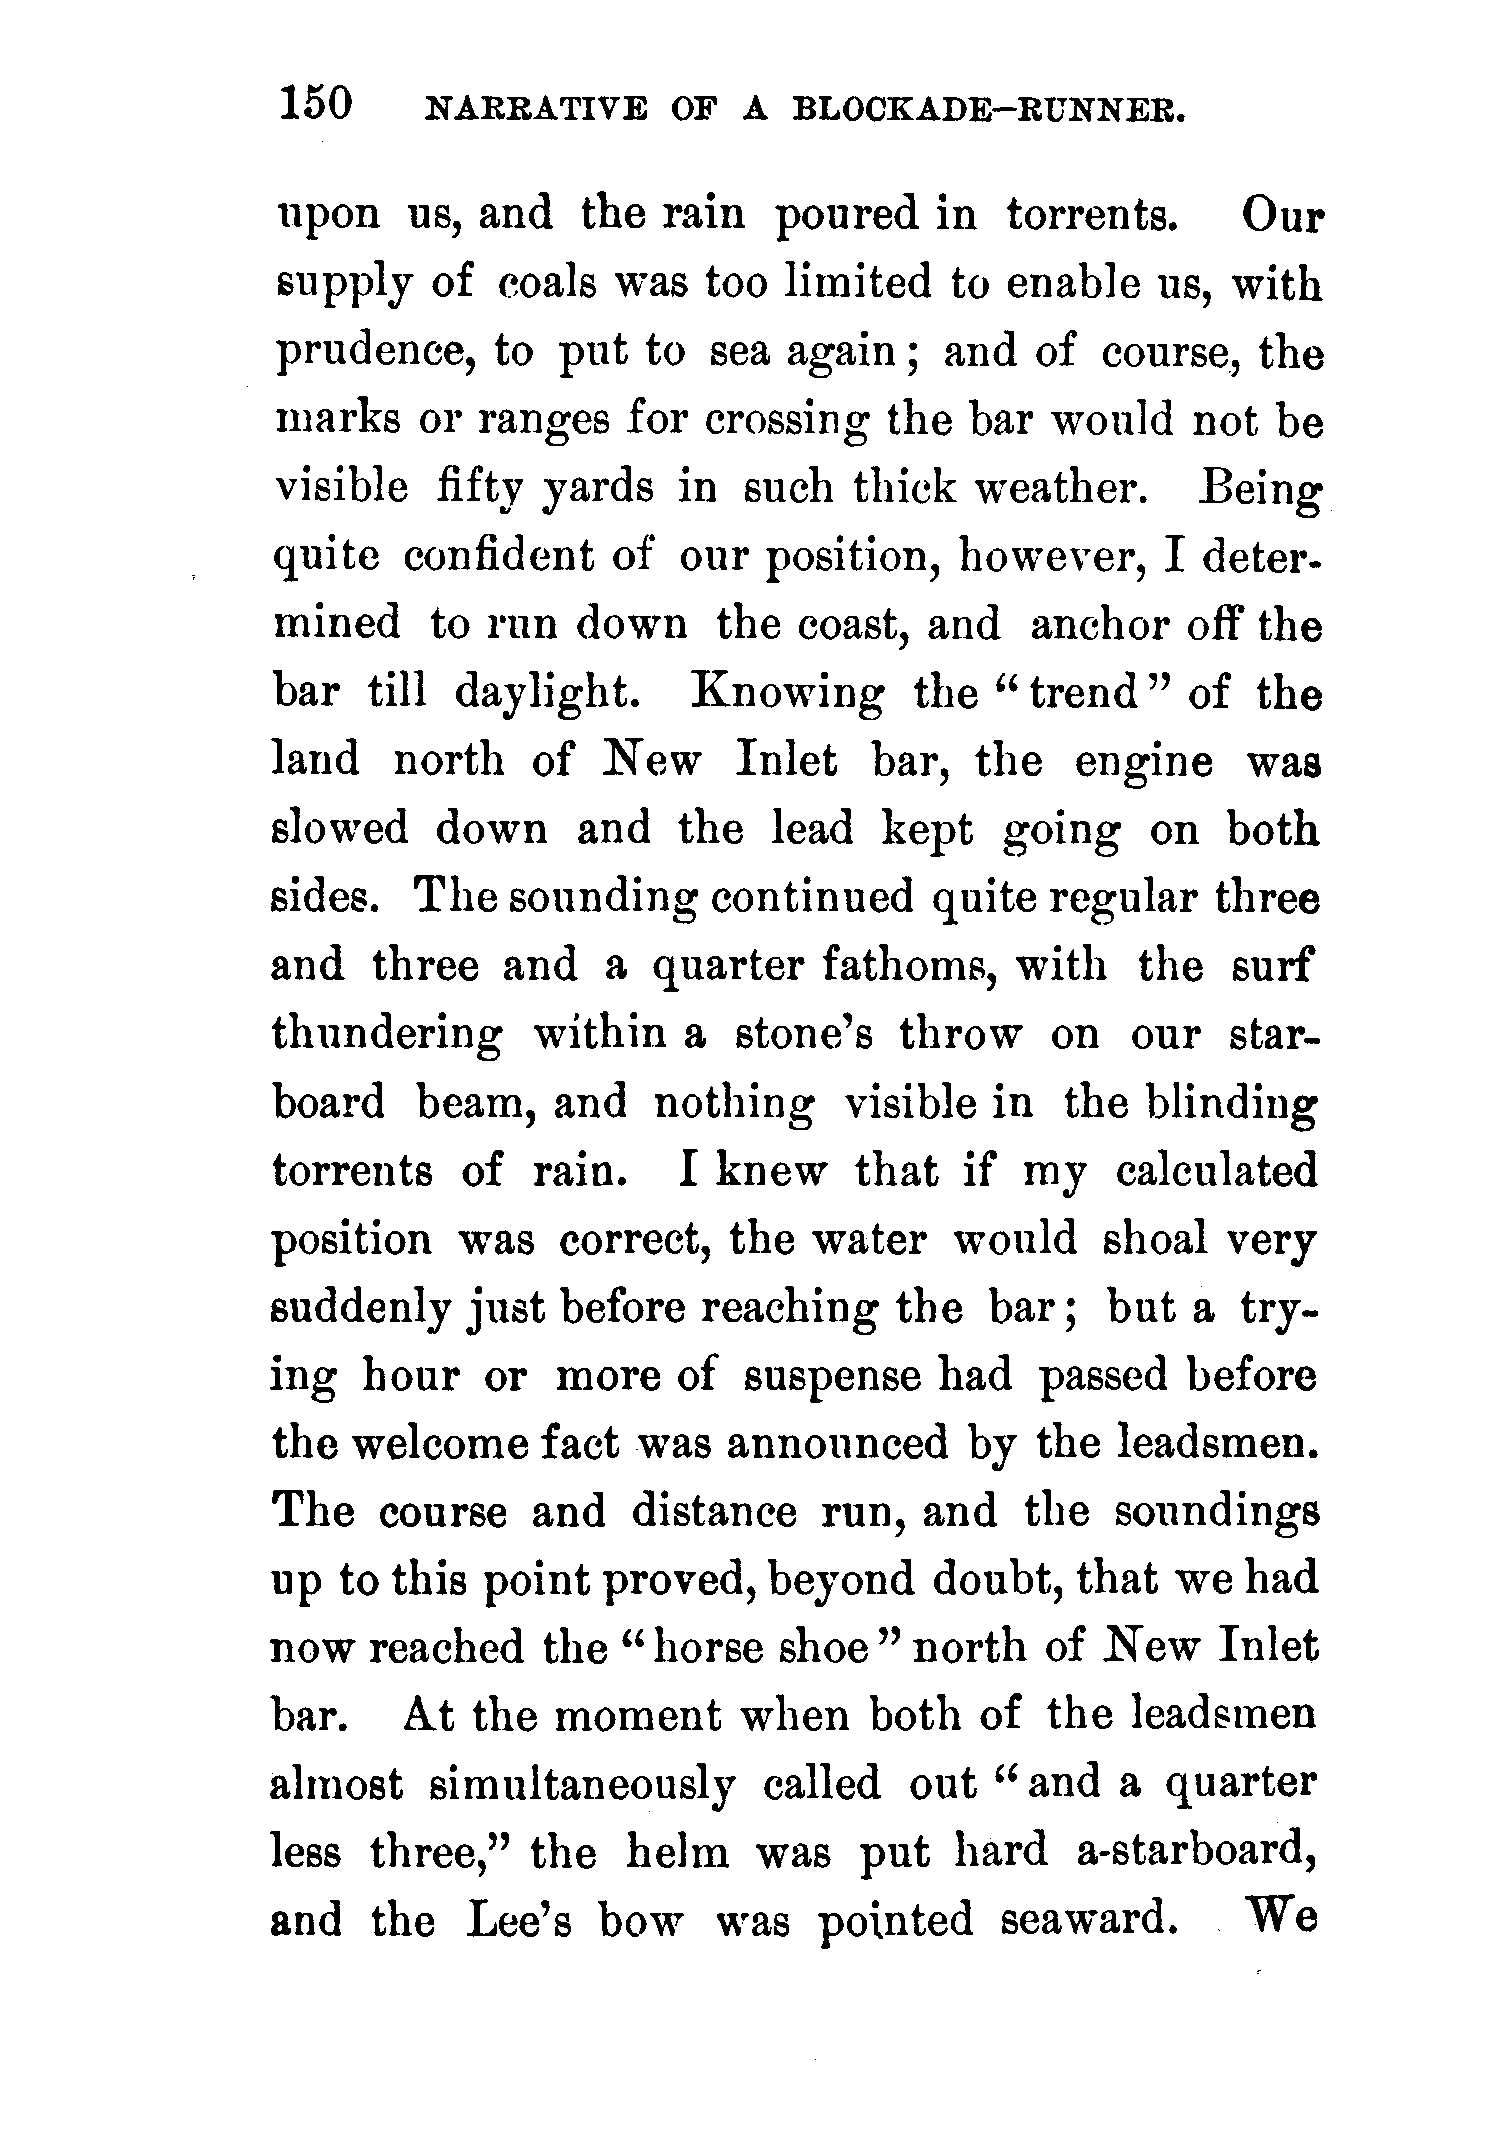 150 NARRATIVE OF A BLOCKADE-RUNNER.
upon us, and the rain poured in torrents. Our
supply of coals was too limited to enable us, with
prudence, to put to sea again; and of course, the
marks or ranges for crossing the bar would not be
visible fifty yards in such thick weather. Being
quite confident of our position, however, I deter-
mined to run down the coast, and anchor off the
bar till daylight. Knowing the "trend" of the
land north of New Inlet bar, the engine was
slowed down and the lead kept going on both
sides. The sounding continued quite regular three
and three and a quarter fathoms, with the surf
thundering within a stone's throw on our star-
board beam, and nothing visible in the blinding
torrents of rain. I knew that if my calculated
position was correct, the water would shoal very
suddenly just before reaching the bar; but a try-
ing hour or more of suspense had passed before
the welcome fact was announced by the leadsmen.
The course and distance run, and the soundings
up to this point proved, beyond doubt, that we had
now reached the "horse shoe" north of New Inlet
bar. At the moment when both of the leadsmen
almost simultaneously called out "and a quarter
less three," the helm was put hard a-starboard,
and the Lee's bow was pointed seaward. We